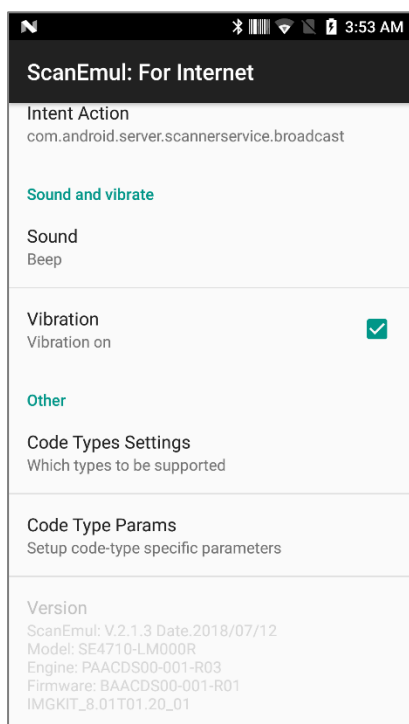 3:53 AM
ScanEmul: For Internet
Intent Action
com.android.server.scannerservice.broadcast
Sound and vibrate
Sound
Beep
Vibration
Vibration on
Other
Code Types Settings
Which types to be supported
Code Type Params
Setup code-type specific parameters
Version
ScanEmul: V.2.1.3 Date.2018/07/12
Model: SE4710-LM000R
Engine: PAACDS00-001-R03
Firmware: BAACDS00-001-R01
IMGKIT_8.01T01.20_01